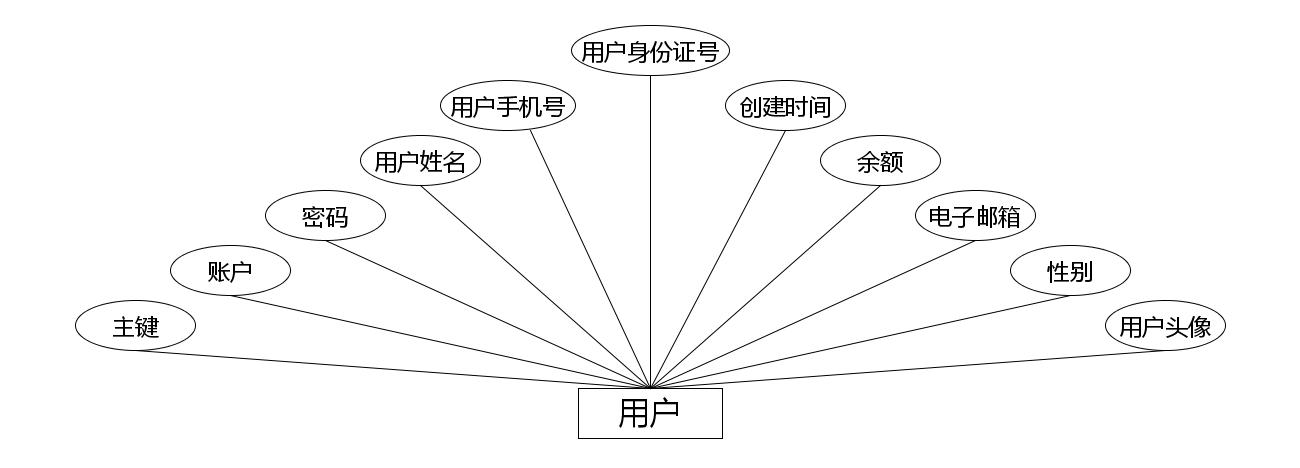 用户身份证号
用户手机号
创建时间
用户姓名
余额
密码
电子邮箱
账户
性别
主键
用户头像
用户